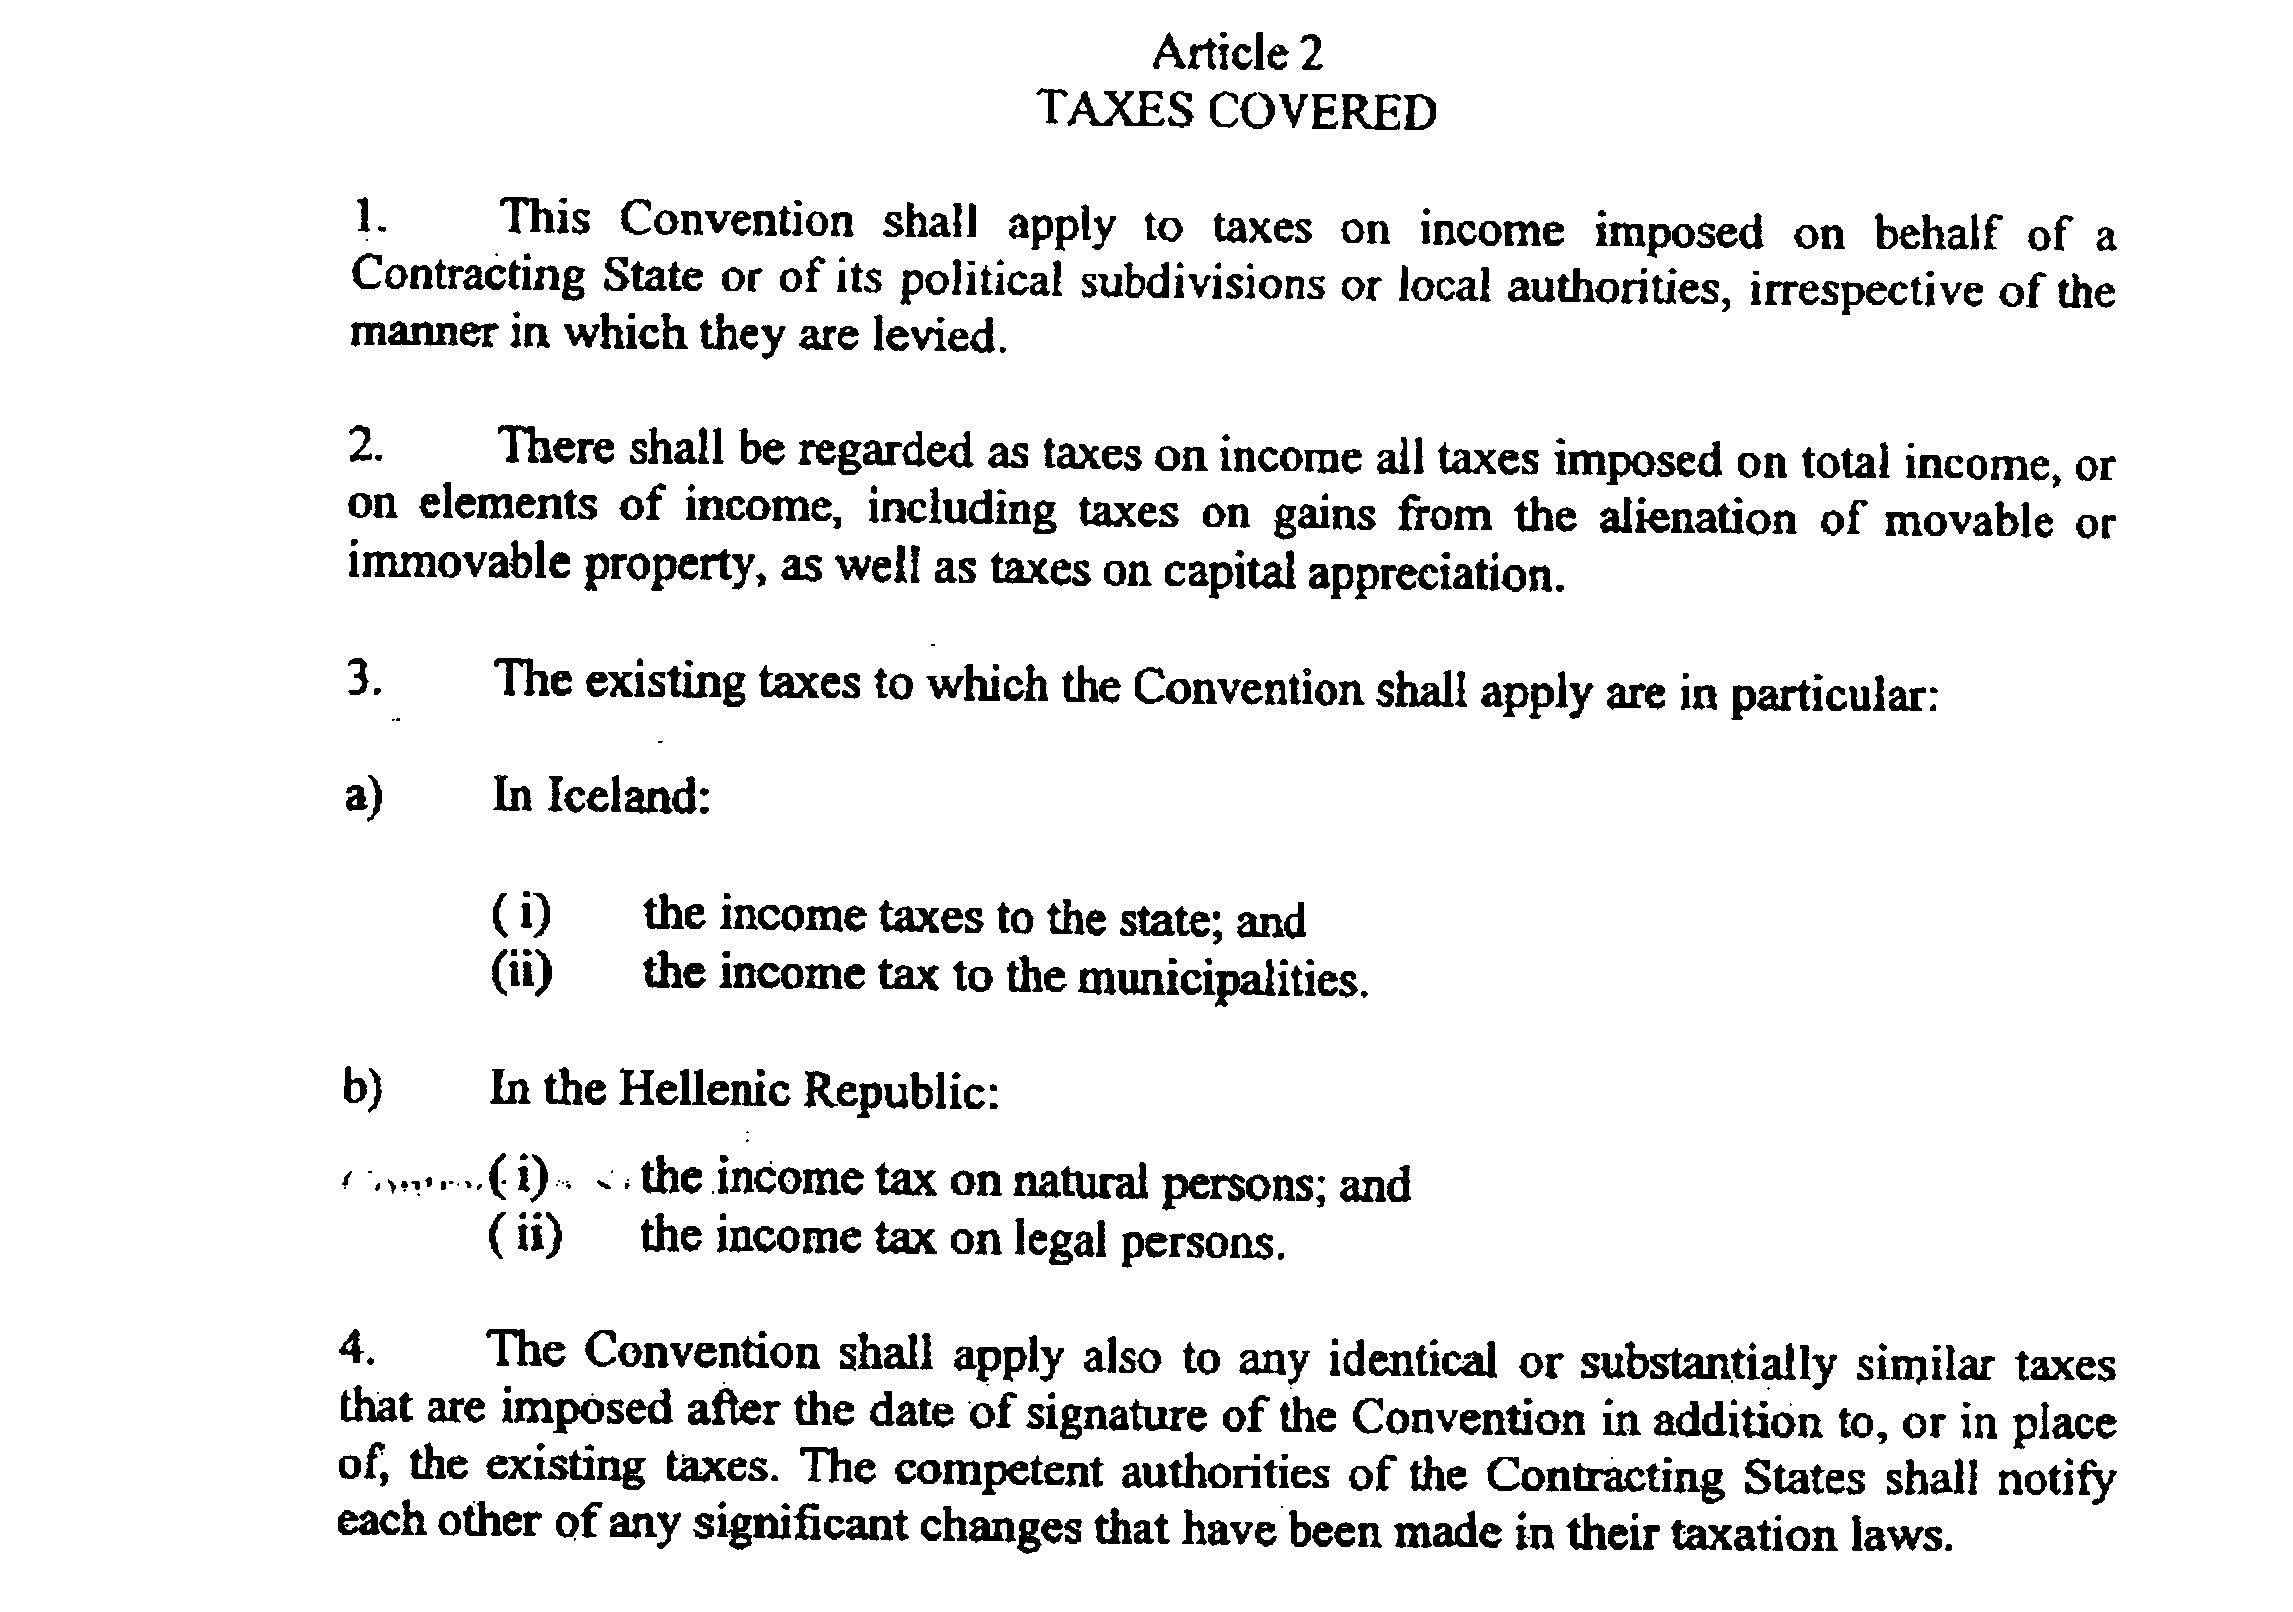 Article 2
TAXES COVERED
1. This Convention shall apply to taxes on income imposed on behalf of a
Contracting State or of its political subdivisions or local authorities, irrespective of the
manner in which they are levied.
2. There shall be regarded as taxes on income all taxes imposed on total income, or
on elements of income, including taxes on gains from the alienation of movable or
immovable property, as well as taxes on capital appreciation.
3. The existing taxes to which the Convention shall apply are in particular:
a) In Iceland:
( i) the income taxes to the state; and
(ii) the income tax to the municipalities.
b) In the Hellenic Republic:
( i) the income tax on natural persons; and
( ii) the income tax on legal persons.
4. The Convention shall apply also to any identical or substantially similar taxes
that are imposed after the date of signature of the Convention in addition to, or in place
of, the existing taxes. The competent authorities of the Contracting States shall notify
each other of any significant changes that have been made in their taxation laws.